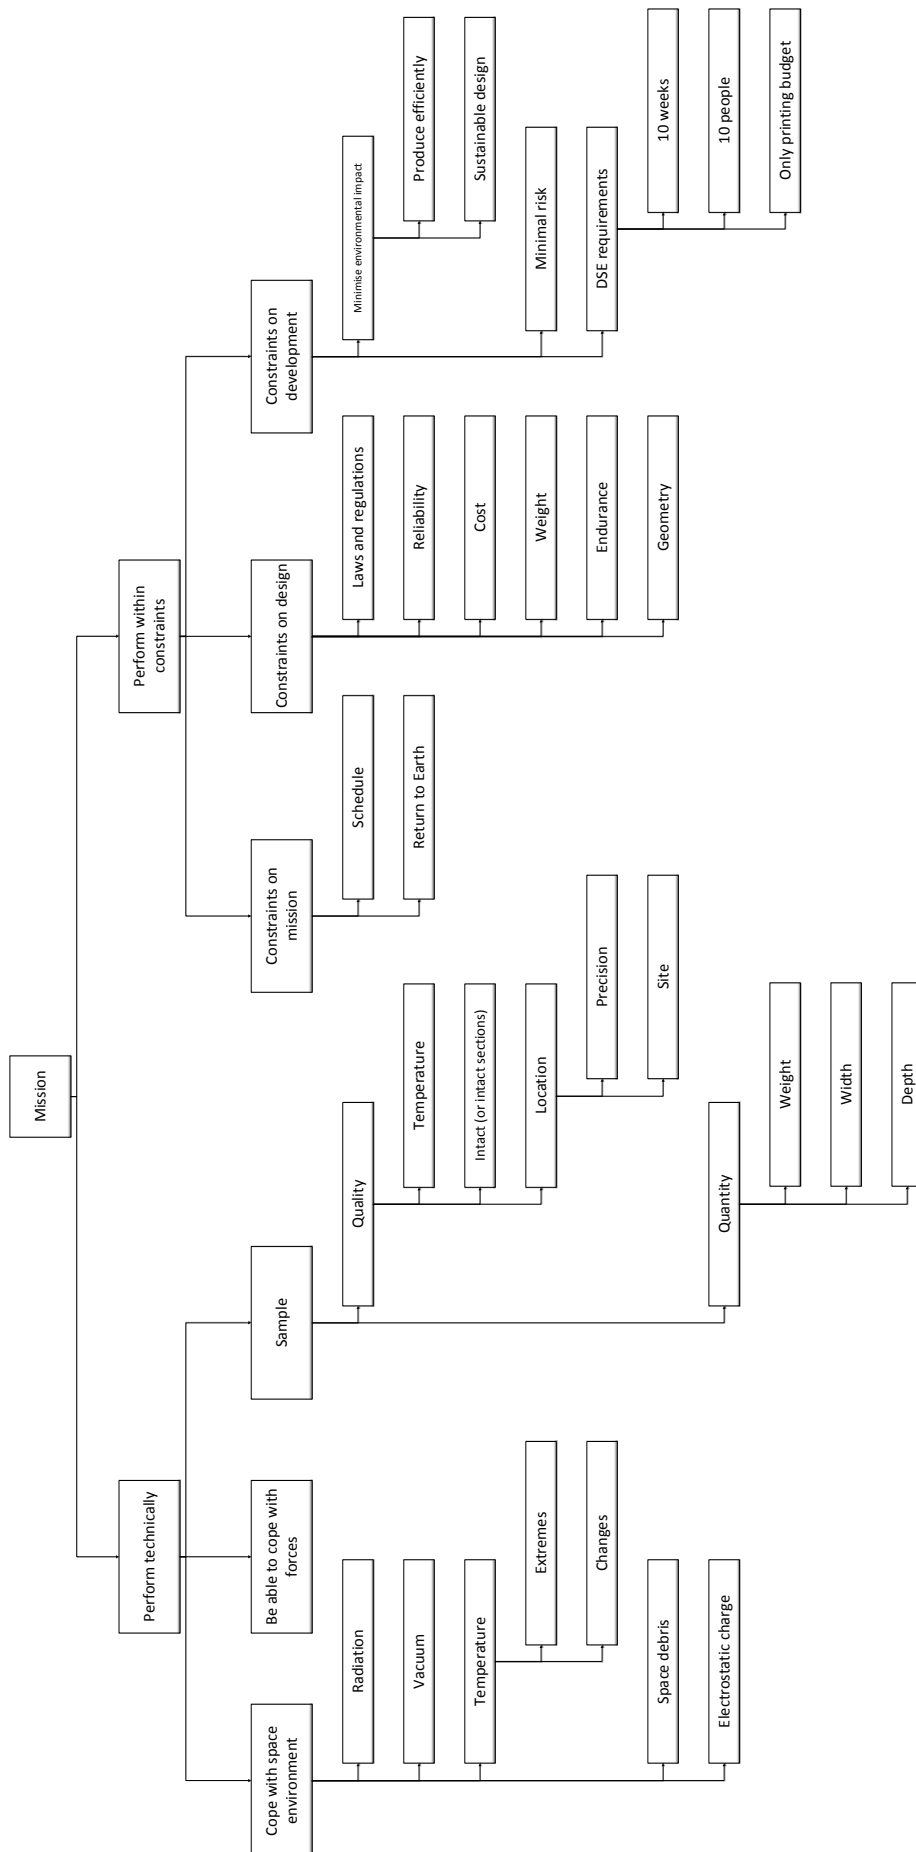 Mission
Perform technically
Perform within
constraints
Cope with space
environment
Be able to cope with
forces
Sample
Constraints on
mission
Constraints on design
Constraints on
development
Radiation
Vacuum
Temperature
Extremes
Changes
Space debris
Electrostatic charge
Quality
Temperature
Intact (or intact sections)
Location
Precision
Site
Quantity
Weight
Width
Depth
Schedule
Return to Earth
Laws and regulations
Reliability
Cost
Weight
Endurance
Geometry
Minimise environmental impact
Produce efficiently
Sustainable design
Minimal risk
DSE requirements
10 weeks
10 people
Only printing budget